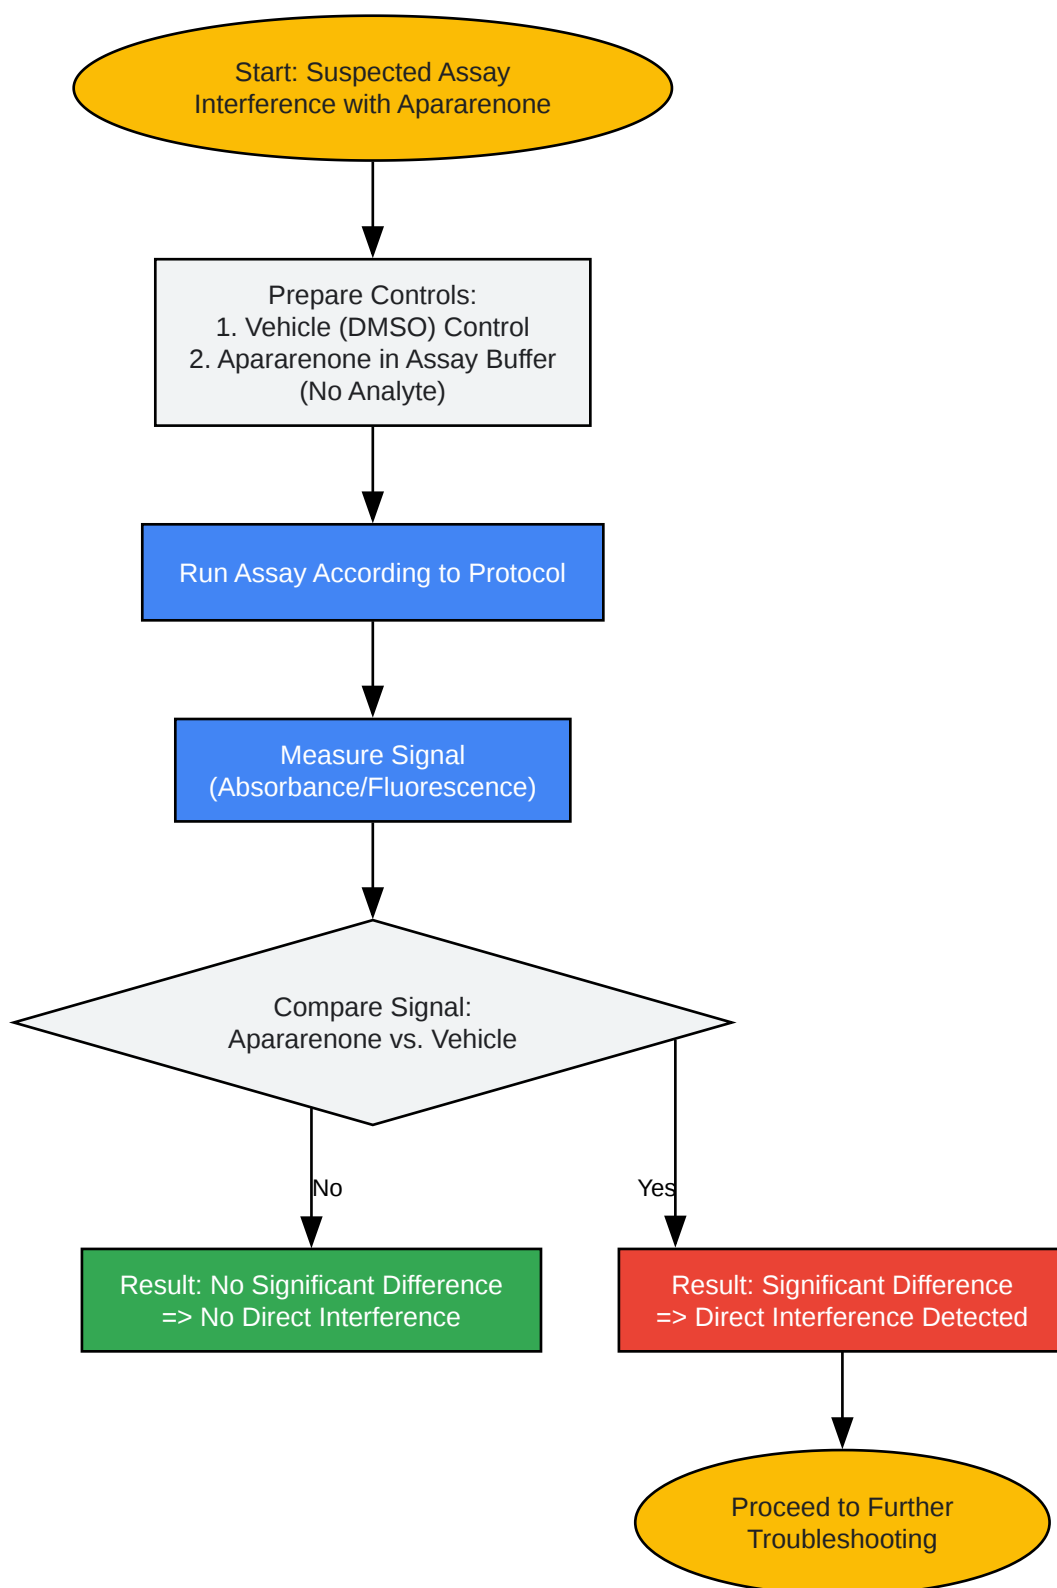 Start: Suspected Assay
Interference with Apararenone
Prepare Controls:
1. Vehicle (DMSO) Control
2. Apararenone in Assay Buffer
(No Analyte)
Run Assay According to Protocol
Measure Signal
(Absorbance/Fluorescence)
Compare Signal:
Apararenone vs. Vehicle
No
Yes
Result: No Significant Difference
=> No Direct Interference
Result: Significant Difference
=> Direct Interference Detected
Proceed to Further
Troubleshooting